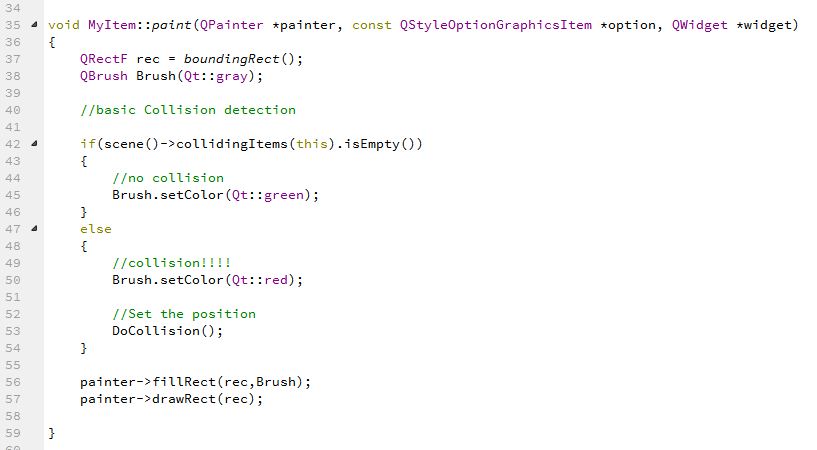 34
35 void MyItem::paint(QPainter *painter, const QStyleOptionGraphicsItem *option, QWidget *widget)
36 {
37     QRectF rec = boundingRect();
38     QBrush Brush(Qt::gray);
39
40     //basic Collision detection
41
42     if(scene()->collidingItems(this).isEmpty())
43     {
44         //no collision
45         Brush.setColor(Qt::green);
46     }
47     else
48     {
49         //collision!!!!
50         Brush.setColor(Qt::red);
51
52         //Set the position
53         DoCollision();
54     }
55
56     painter->fillRect(rec,Brush);
57     painter->drawRect(rec);
58
59 }
60